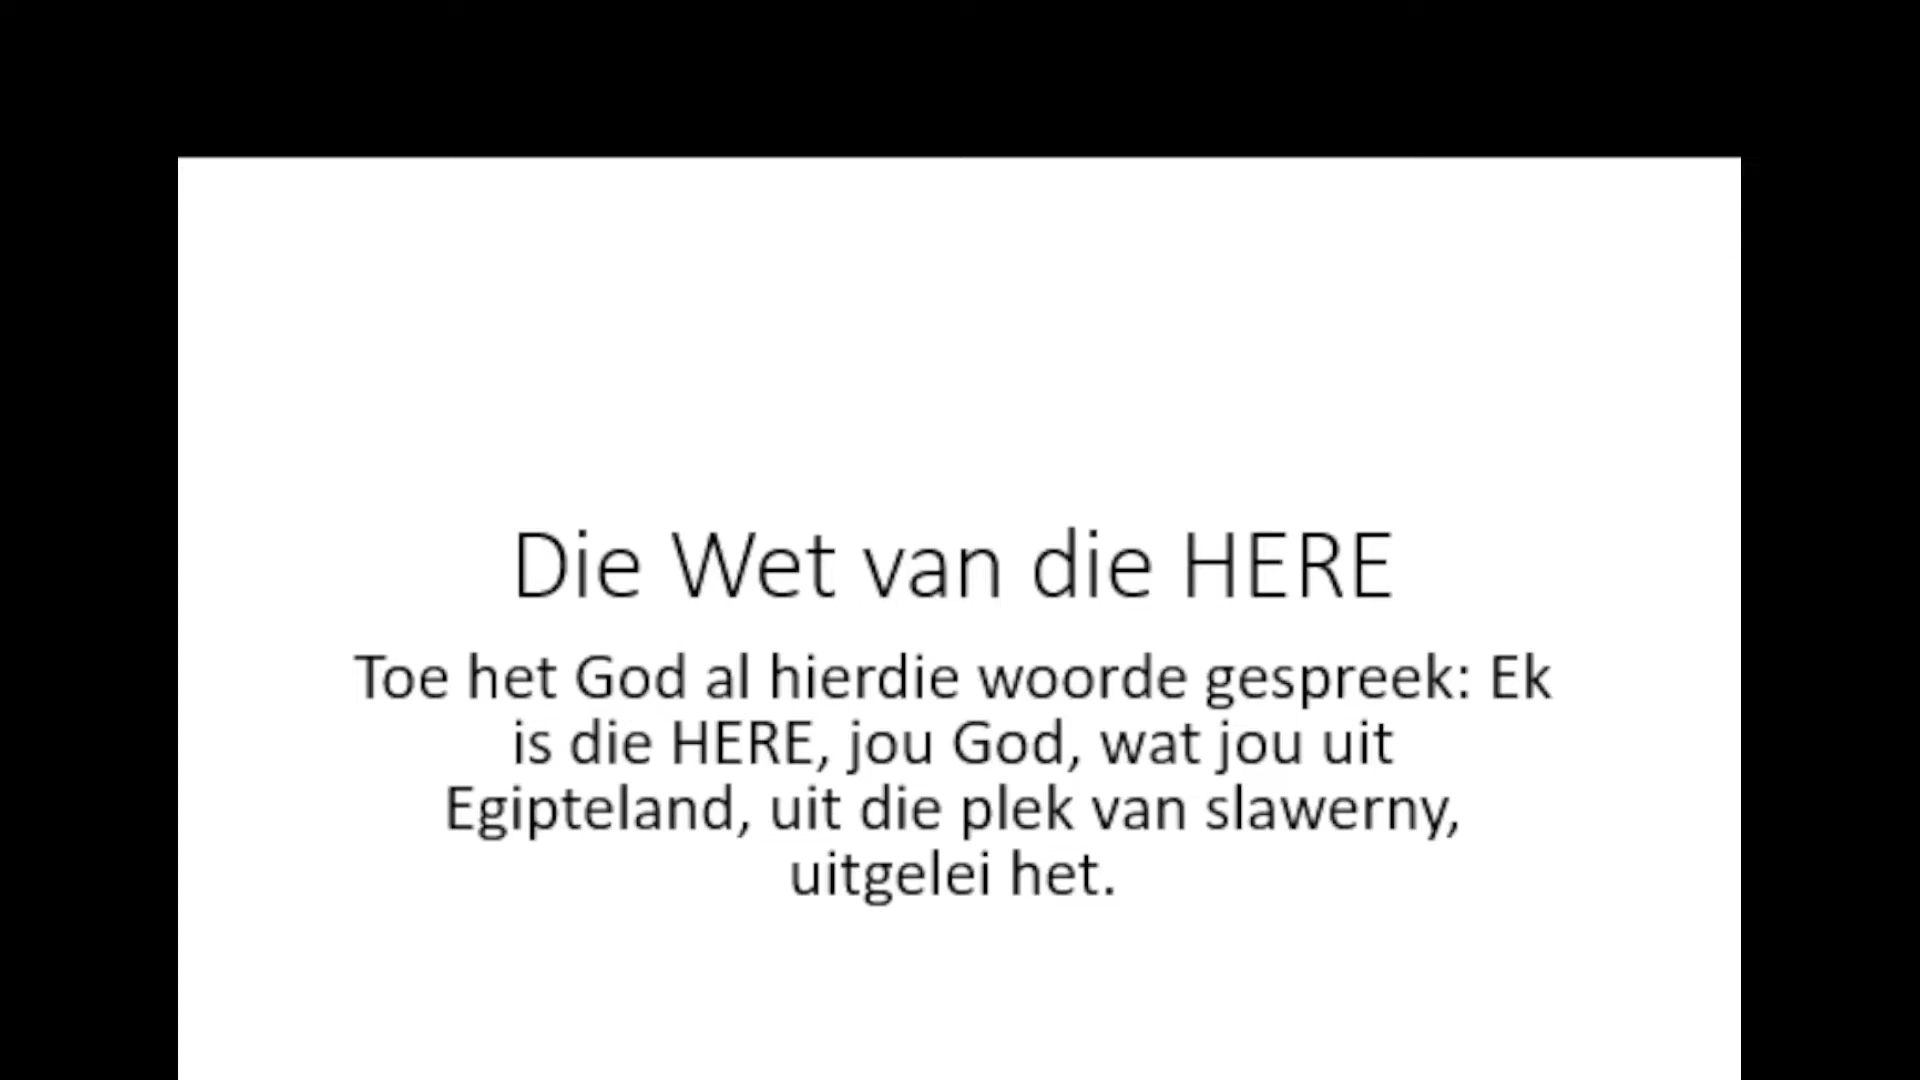 Die Wet van die HERE
Toe het God al hierdie woorde gespreek: Ek
is die HERE, jou God, wat jou uit
Egipteland, uit die plek van slawerny,
uitgelei het.